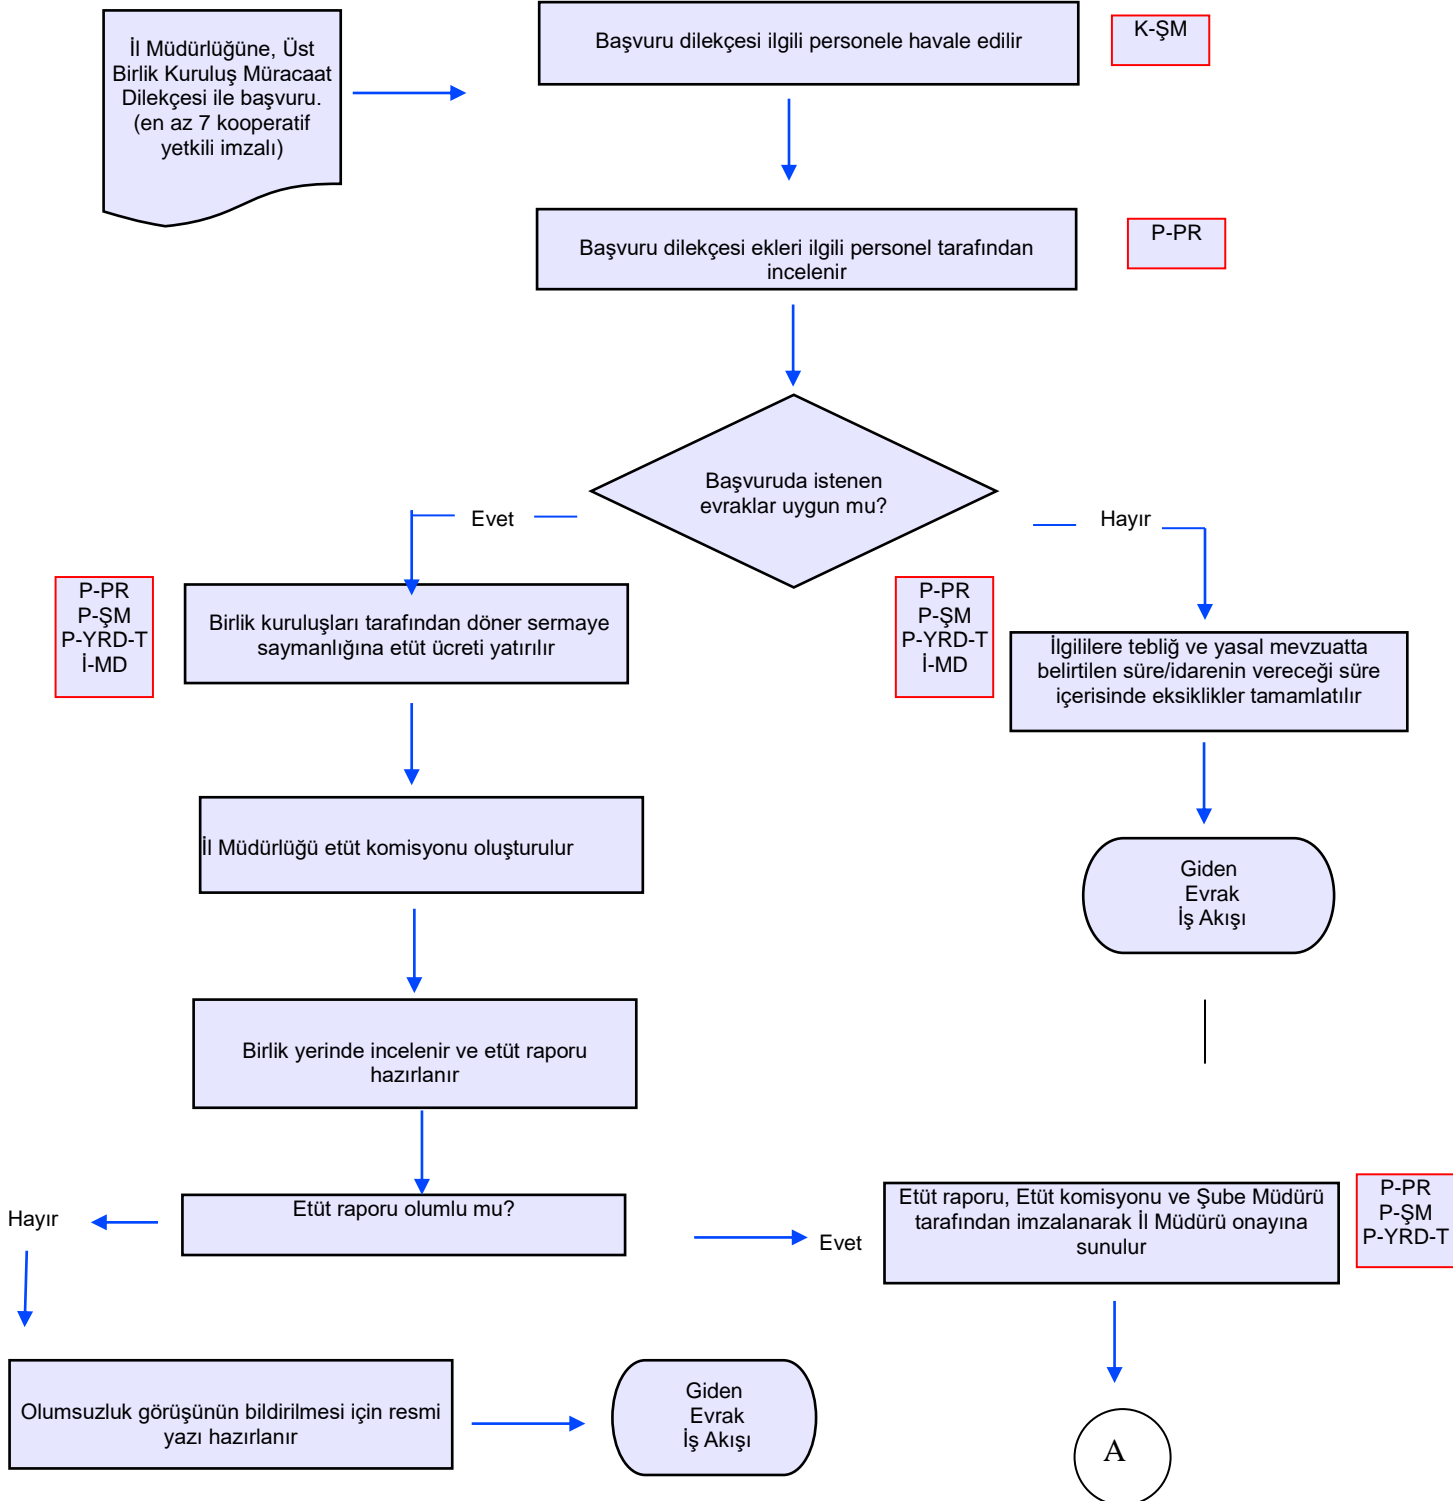 İl Müdürlüğüne, Üst
Birlik Kuruluş Müracaat
Dilekçesi ile başvuru.
(en az 7 kooperatif
yetkili imzalı)
Başvuru dilekçesi ilgili personele havale edilir
K-ŞM
Başvuru dilekçesi ekleri ilgili personel tarafından
incelenir
P-PR
Başvuruda istenen
evraklar uygun mu?
Evet
Hayır
P-PR
P-ŞM
P-YRD-T
İ-MD
Birlik kuruluşları tarafından döner sermaye
saymanlığına etüt ücreti yatırılır
P-PR
P-ŞM
P-YRD-T
İ-MD
İlgililere tebliğ ve yasal mevzuatta
belirtilen süre/idarenin vereceği süre
içerisinde eksiklikler tamamlatılır
İl Müdürlüğü etüt komisyonu oluşturulur
Giden
Evrak
İş Akışı
Birlik yerinde incelenir ve etüt raporu
hazırlanır
Etüt raporu olumlu mu?
Hayır
Evet
Etüt raporu, Etüt komisyonu ve Şube Müdürü
tarafından imzalanarak İl Müdürü onayına
sunulur
P-PR
P-ŞM
P-YRD-T
Olumsuzluk görüşünün bildirilmesi için resmi
yazı hazırlanır
Giden
Evrak
İş Akışı
A